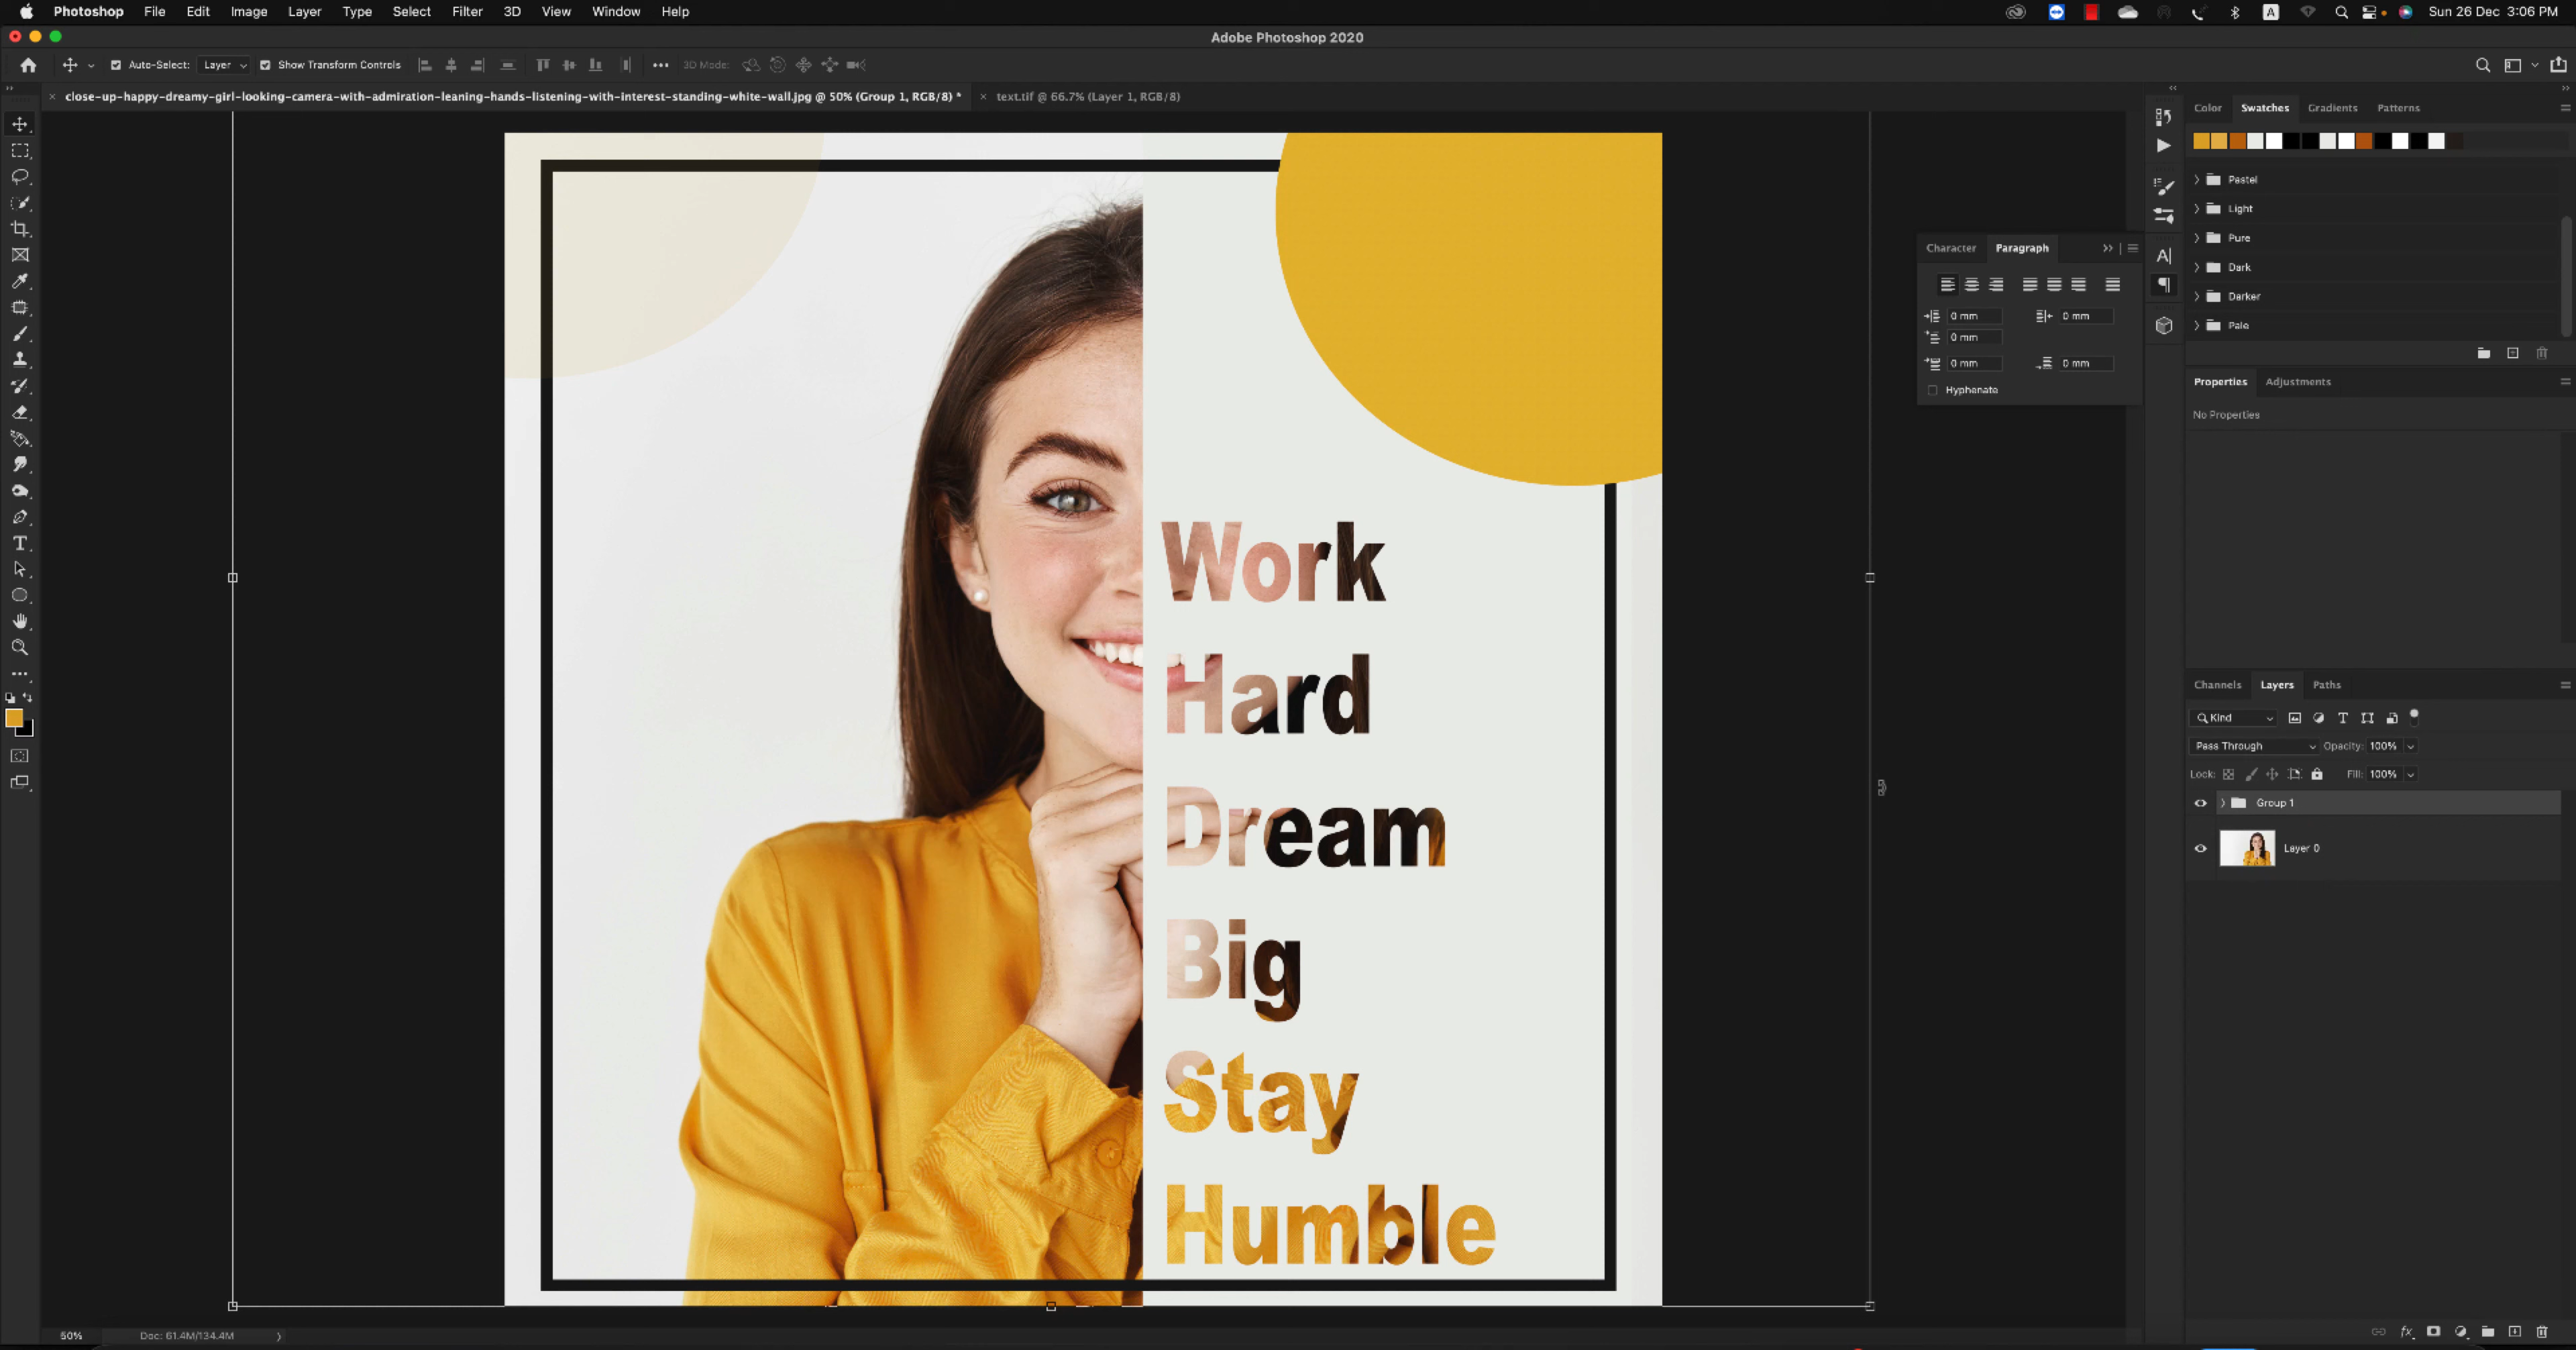 Photoshop File Edit Image Layer Type Select Filter 3D View Window Help A Sun 26 Dec 3:06 PM
Adobe Photoshop 2020
Auto-Select: Layer Show Transform Controls 3D Mode:
close-up-happy-dreamy-girl-looking-camera-with-admiration-leaning-hands-listening-with-interest-standing-white-wall.jpg @ 50% (Group 1, RGB/8) * text.tif @ 66.7% (Layer 1, RGB/8)
Color Swatches Gradients Patterns
Pastel
Light
Pure
Dark
Darker
Pale
Character Paragraph
0 mm 0 mm
0 mm
0 mm 0 mm
Hyphenate
Properties Adjustments
No Properties
Work
Hard
Dream
Big
Stay
Humble
Channels Layers Paths
Kind
Pass Through Opacity: 100%
Lock: Fill: 100%
Group 1
Layer 0
50% Doc: 61.4M/134.4M